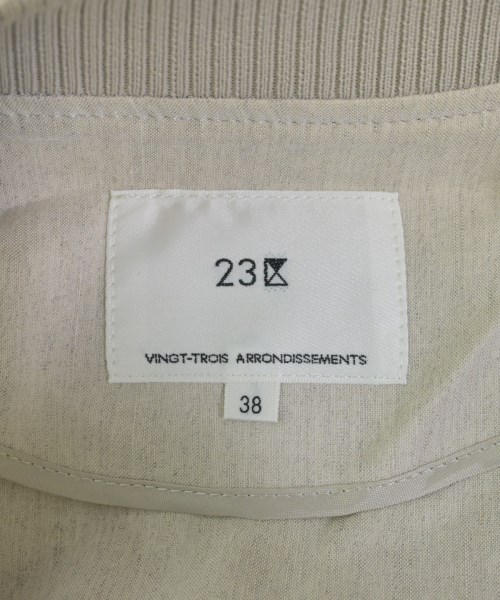 23区
VINGT-TROIS ARRONDISSEMENTS
38